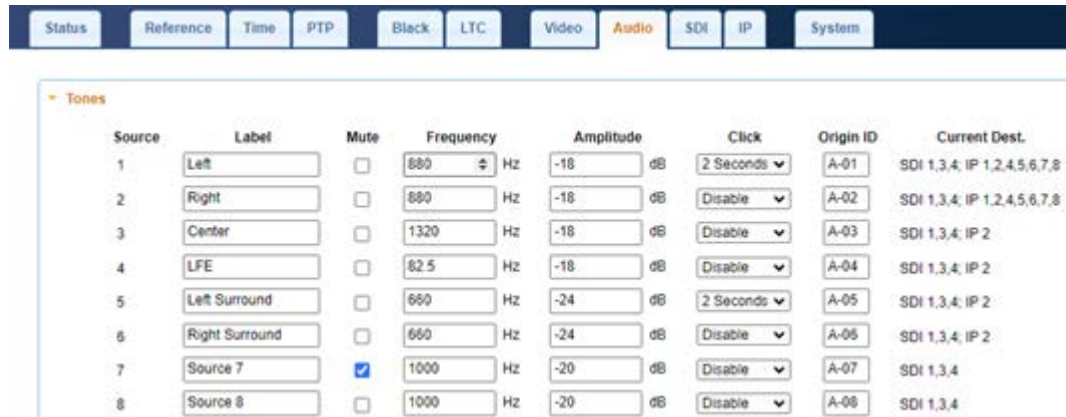 Status Reference Time PTP Black LTC Video Audio SDI IP System
Tones
Source Label Mute Frequency Amplitude Click Origin ID Current Dest.
1 Left 880 Hz -18 dB 2 Seconds A-01 SDI 1,3,4; IP 1,2,4,5,6,7,8
2 Right 880 Hz -18 dB Disable A-02 SDI 1,3,4; IP 1,2,4,5,6,7,8
3 Center 1320 Hz -18 dB Disable A-03 SDI 1,3,4; IP 2
4 LFE 82.5 Hz -18 dB Disable A-04 SDI 1,3,4; IP 2
5 Left Surround 660 Hz -24 dB 2 Seconds A-05 SDI 1,3,4; IP 2
6 Right Surround 660 Hz -24 dB Disable A-06 SDI 1,3,4; IP 2
7 Source 7 1000 Hz -20 dB Disable A-07 SDI 1,3,4
8 Source 8 1000 Hz -20 dB Disable A-08 SDI 1,3,4